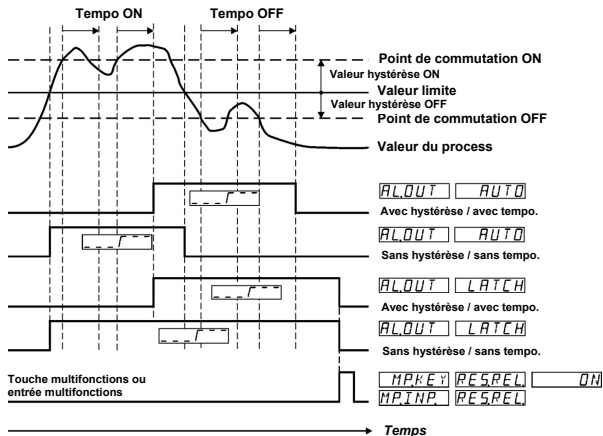 Tempo ON Tempo OFF
Point de commutation ON
Valeur hystérèse ON
Valeur limite
Valeur hystérèse OFF
Point de commutation OFF
Valeur du process
AL.OUT AUTO
Avec hystérèse / avec tempo.
AL.OUT AUTO
Sans hystérèse / sans tempo.
AL.OUT LATCH
Avec hystérèse / avec tempo.
AL.OUT LATCH
Sans hystérèse / sans tempo.
Touche multifonctions ou
entrée multifonctions
MP.KEY RES.REL. ON
MP.INP. RES.REL.
Temps